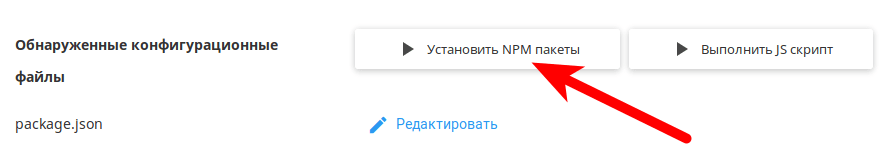 Обнаруженные конфигурационные
файлы
Установить NPM пакеты
Выполнить JS скрипт
package.json
Редактировать